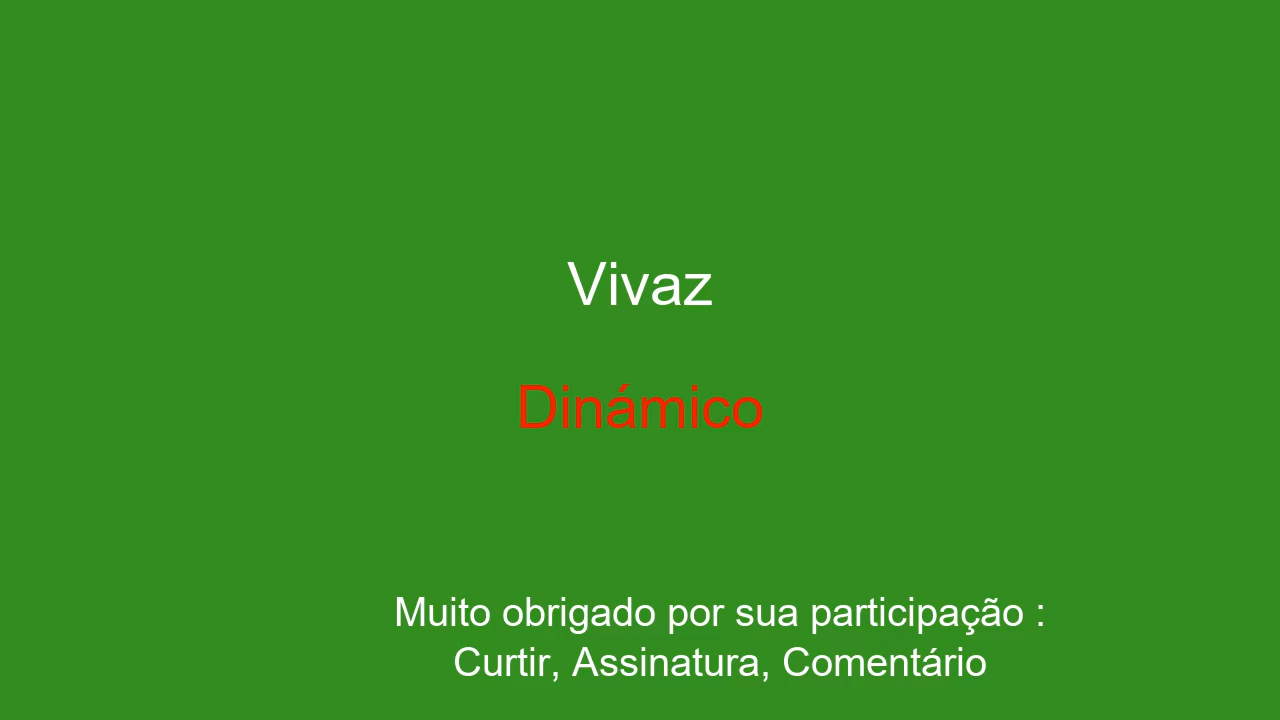 Vivaz
Dinámico
Muito obrigado por sua participação :
Curtir, Assinatura, Comentário